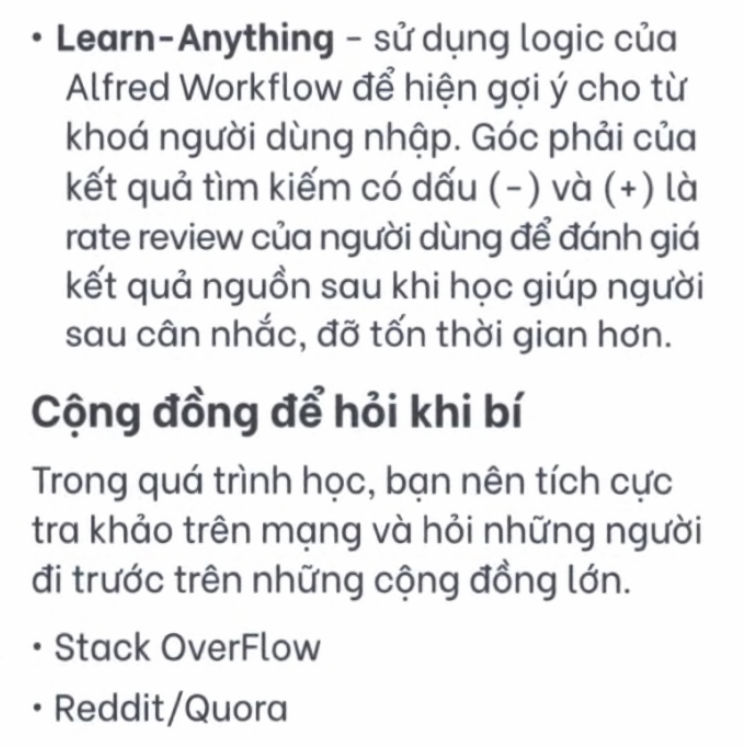 • Learn-Anything - sử dụng logic của
Alfred Workflow để hiện gợi ý cho từ
khoá người dùng nhập. Góc phải của
kết quả tìm kiếm có dấu (-) và (+) là
rate review của người dùng để đánh giá
kết quả nguồn sau khi học giúp người
sau cân nhắc, đỡ tốn thời gian hơn.
Cộng đồng để hỏi khi bí
Trong quá trình học, bạn nên tích cực
tra khảo trên mạng và hỏi những người
đi trước trên những cộng đồng lớn.
• Stack OverFlow
• Reddit/Quora